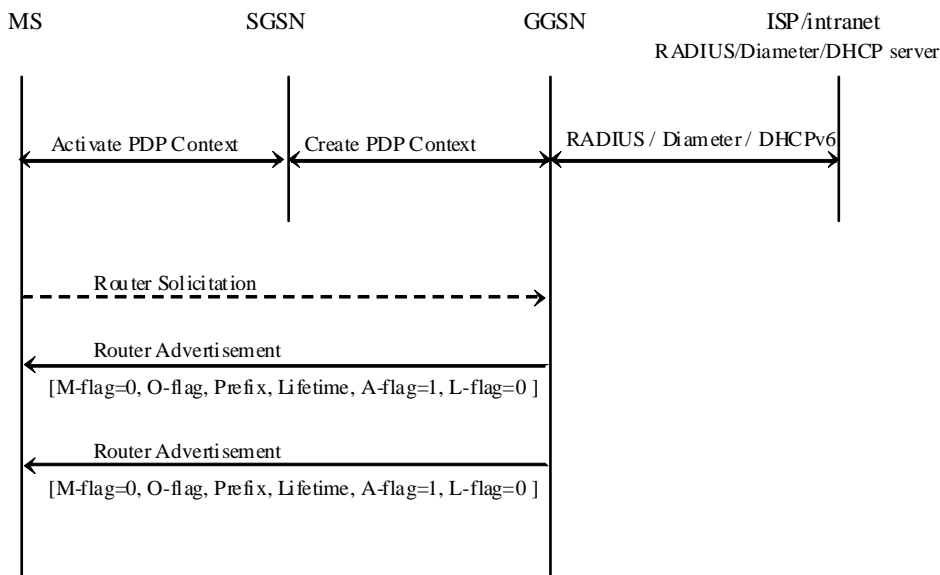 MS SGSN GGSN ISP/intranet
RADIUS/Diameter/DHCP server
Activate PDP Context Create PDP Context RADIUS / Diameter / DHCPv6
Router Solicitation
Router Advertisement
[M-flag=0, O-flag, Prefix, Lifetime, A-flag=1, L-flag=0 ]
Router Advertisement
[M-flag=0, O-flag, Prefix, Lifetime, A-flag=1, L-flag=0 ]